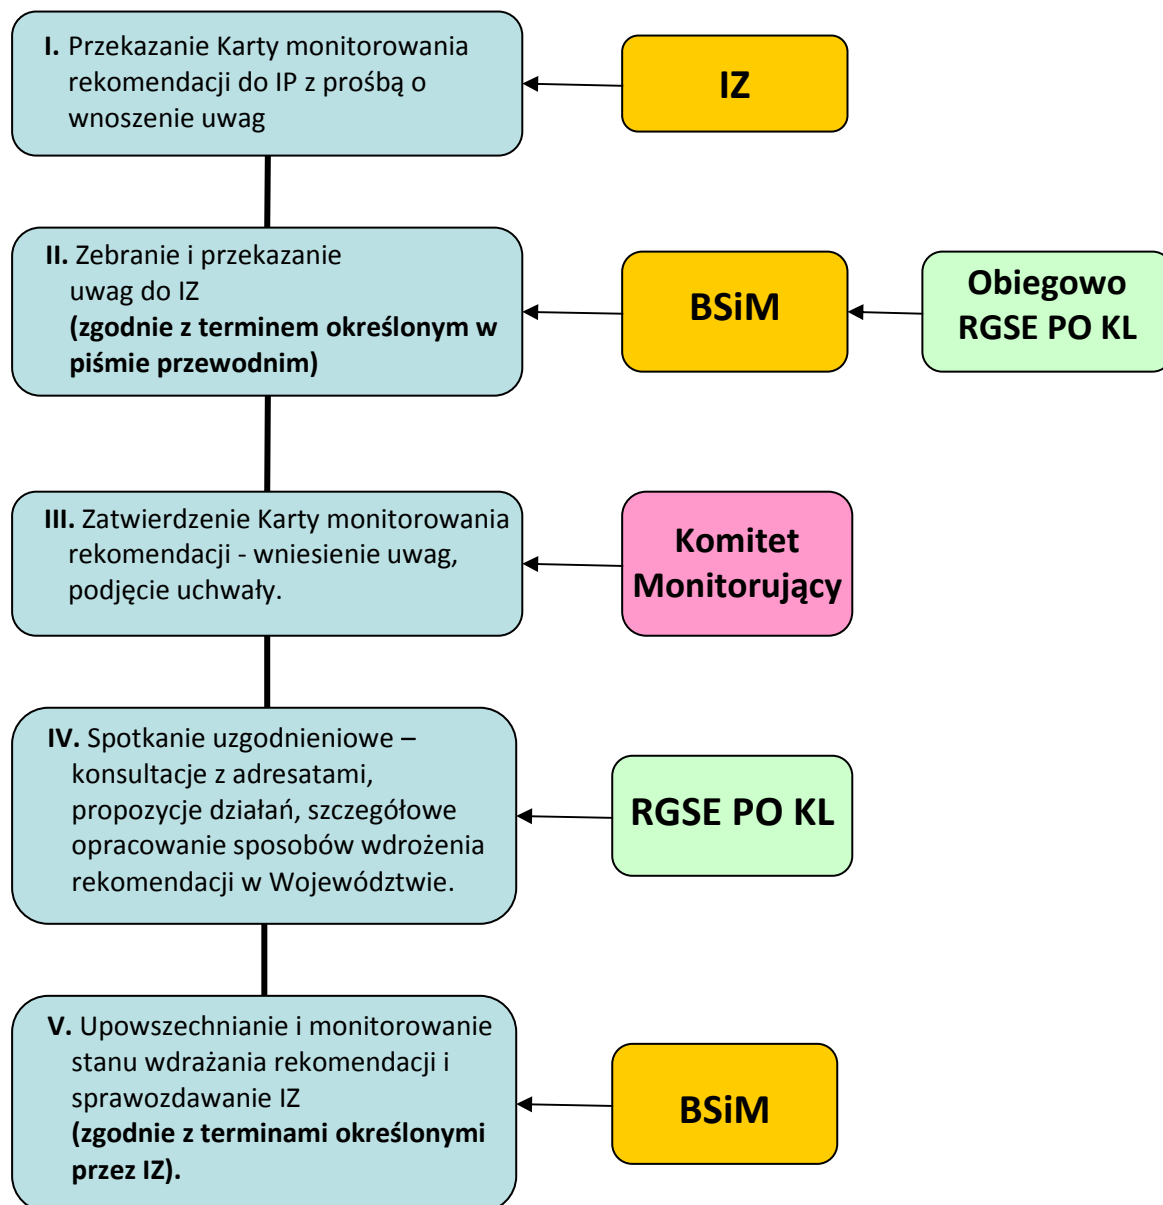 I. Przekazanie Karty monitorowania
rekomendacji do IP z prośbą o
wnoszenie uwag
IZ
II. Zebranie i przekazanie
uwag do IZ
(zgodnie z terminem określonym w
piśmie przewodnim)
BSiM
Obiegowo
RGSE PO KL
III. Zatwierdzenie Karty monitorowania
rekomendacji - wniesienie uwag,
podjęcie uchwały.
Komitet
Monitorujący
IV. Spotkanie uzgodnieniowe –
konsultacje z adresatami,
propozycje działań, szczegółowe
opracowanie sposobów wdrożenia
rekomendacji w Województwie.
RGSE PO KL
V. Upowszechnianie i monitorowanie
stanu wdrażania rekomendacji i
sprawozdawanie IZ
(zgodnie z terminami określonymi
przez IZ).
BSiM